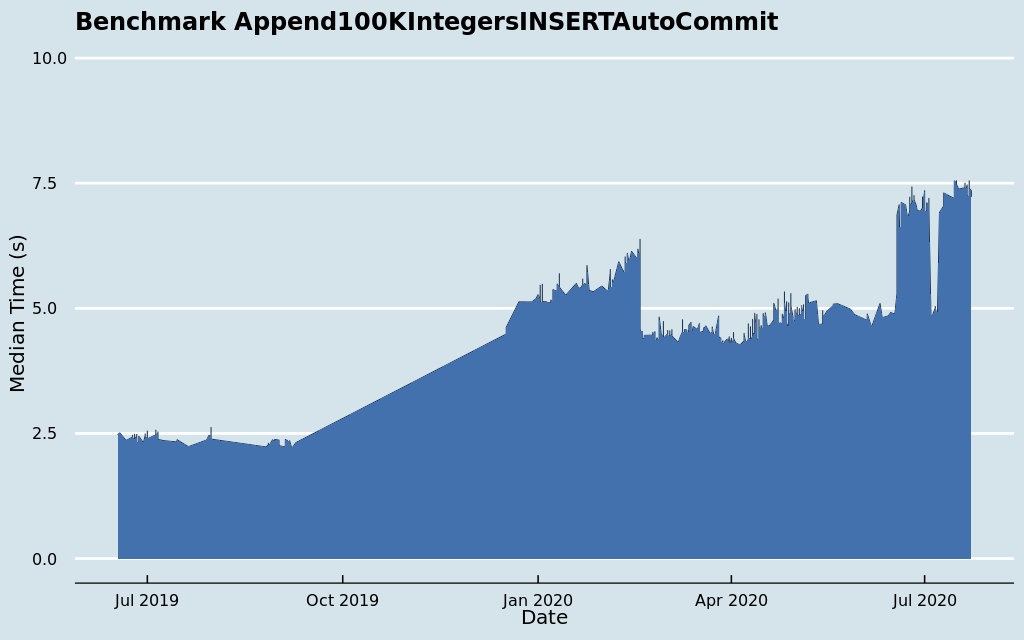 Benchmark Append100KIntegersINSERTAutoCommit
Median Time (s)
10.0
7.5
5.0
2.5
0.0
Jul 2019
Oct 2019
Jan 2020
Apr 2020
Jul 2020
Date